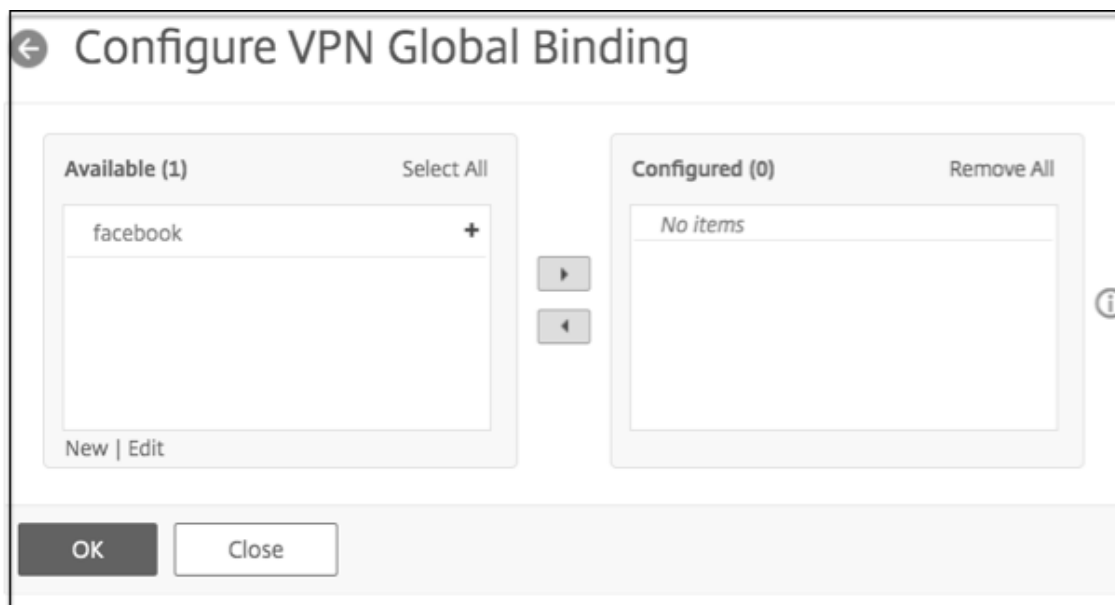 Configure VPN Global Binding
Available (1) Select All
facebook +
New | Edit
Configured (0) Remove All
No items
OK Close